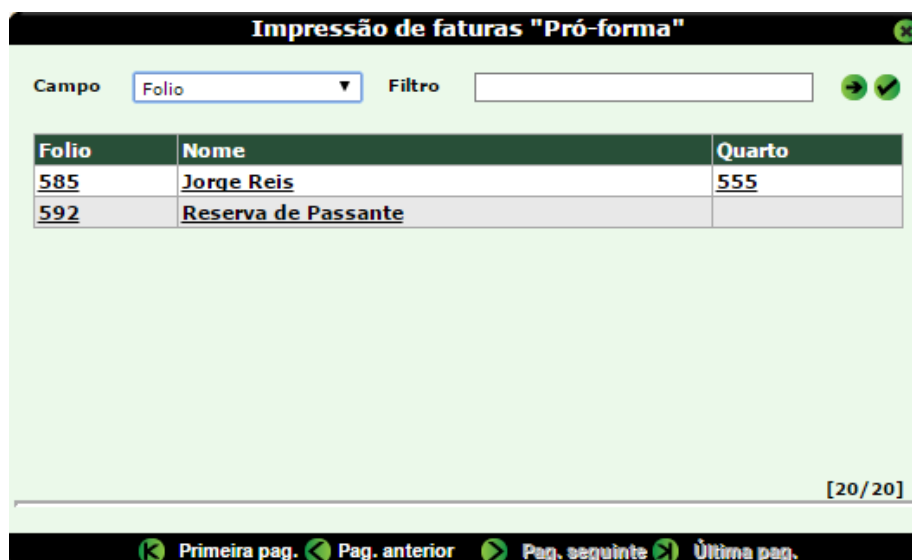 Impressão de faturas "Pró-forma"
Campo Folio Filtro
Folio Nome Quarto
585 Jorge Reis 555
592 Reserva de Passante
[20/20]
Primeira pag. Pag. anterior Pag. seguinte Última pag.